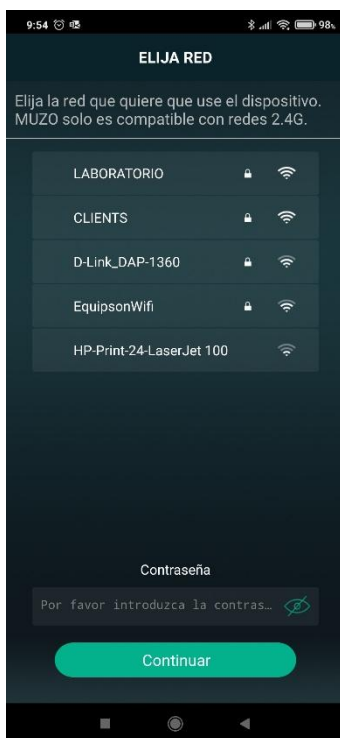 9:54 98%
ELIJA RED
Elija la red que quiere que use el dispositivo.
MUZO solo es compatible con redes 2.4G.
LABORATORIO
CLIENTS
D-Link_DAP-1360
EquipsonWifi
HP-Print-24-LaserJet 100
Contraseña
Por favor introduzca la contras…
Continuar